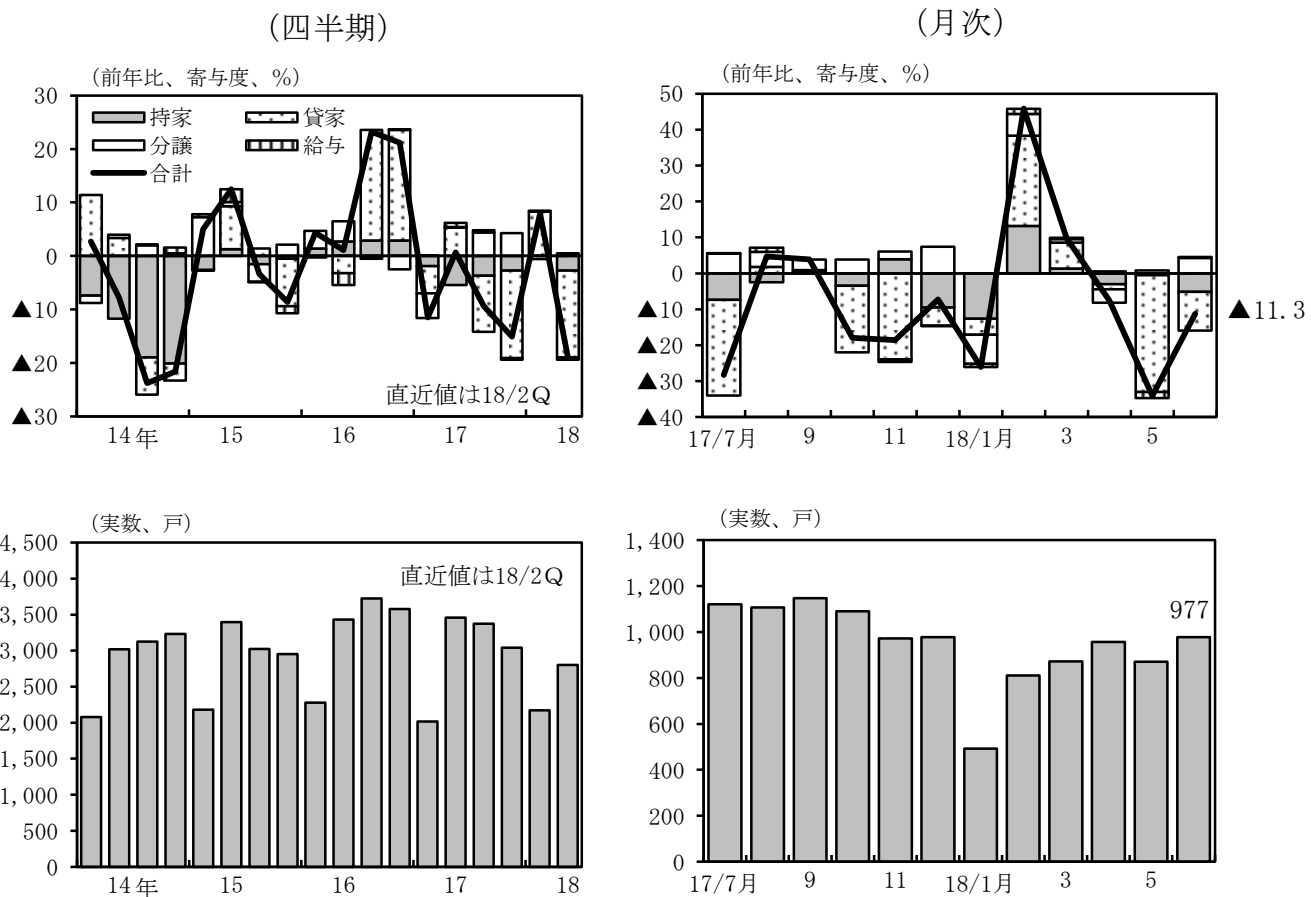 (四半期)
(前年比、寄与度、%)
30
20
10
0
▲10
▲20
▲30
持家
貸家
分譲
給与
合計
直近値は18/2Q
14年
15
16
17
18
(月次)
(前年比、寄与度、%)
50
40
30
20
10
0
▲10
▲20
▲30
▲40
▲11.3
17/7月
9
11
18/1月
3
5
(実数、戸)
4,500
4,000
3,500
3,000
2,500
2,000
1,500
1,000
500
0
直近値は18/2Q
14年
15
16
17
18
(実数、戸)
1,400
1,200
1,000
800
600
400
200
0
977
17/7月
9
11
18/1月
3
5